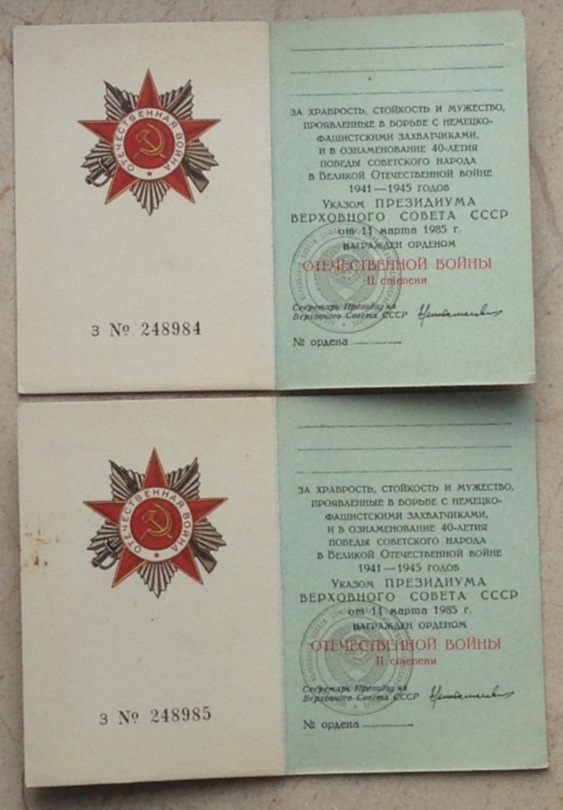 ОТЕЧЕСТВЕННАЯ ВОЙНА
З № 248984
ЗА ХРАБРОСТЬ, СТОЙКОСТЬ И МУЖЕСТВО,
ПРОЯВЛЕННЫЕ В БОРЬБЕ С НЕМЕЦКО-
ФАШИСТСКИМИ ЗАХВАТЧИКАМИ,
И В ОЗНАМЕНОВАНИЕ 40-ЛЕТИЯ
ПОБЕДЫ СОВЕТСКОГО НАРОДА
В ВЕЛИКОЙ ОТЕЧЕСТВЕННОЙ ВОЙНЕ
1941—1945 ГОДОВ
УКАЗОМ ПРЕЗИДИУМА
ВЕРХОВНОГО СОВЕТА СССР
от 11 марта 1985 г.
НАГРАЖДЕН ОРДЕНОМ
ОТЕЧЕСТВЕННОЙ ВОЙНЫ
II степени
Секретарь Президиума
Верховного Совета СССР
№ ордена
ОТЕЧЕСТВЕННАЯ ВОЙНА
З № 248985
ЗА ХРАБРОСТЬ, СТОЙКОСТЬ И МУЖЕСТВО,
ПРОЯВЛЕННЫЕ В БОРЬБЕ С НЕМЕЦКО-
ФАШИСТСКИМИ ЗАХВАТЧИКАМИ,
И В ОЗНАМЕНОВАНИЕ 40-ЛЕТИЯ
ПОБЕДЫ СОВЕТСКОГО НАРОДА
В ВЕЛИКОЙ ОТЕЧЕСТВЕННОЙ ВОЙНЕ
1941—1945 ГОДОВ
УКАЗОМ ПРЕЗИДИУМА
ВЕРХОВНОГО СОВЕТА СССР
от 11 марта 1985 г.
НАГРАЖДЕН ОРДЕНОМ
ОТЕЧЕСТВЕННОЙ ВОЙНЫ
II степени
Секретарь Президиума
Верховного Совета СССР
№ ордена